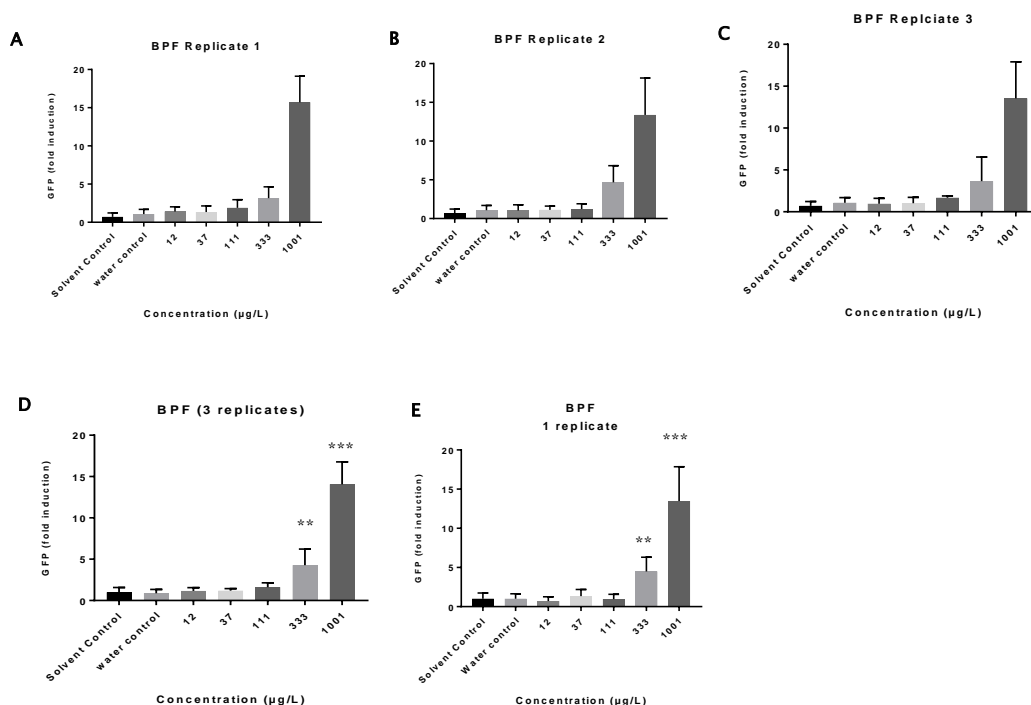 A
BPF Replicate 1
GFP (fold induction)
20
15
10
5
0
Solvent Control
water control
12
37
111
333
1001
Concentration (µg/L)
B
BPF Replicate 2
GFP (fold induction)
20
15
10
5
0
Solvent Control
water control
12
37
111
333
1001
Concentration (µg/L)
C
BPF Replciate 3
GFP (fold induction)
20
15
10
5
0
Solvent Control
water control
12
37
111
333
1001
Concentration (µg/L)
D
BPF (3 replicates)
GFP (fold induction)
20
15
10
5
0
**
***
Solvent Control
water control
12
37
111
333
1001
Concentration (µg/L)
E
BPF
1 replicate
GFP (fold induction)
20
15
10
5
0
**
***
Solvent Control
Water control
12
37
111
333
1001
Concentration (µg/L)